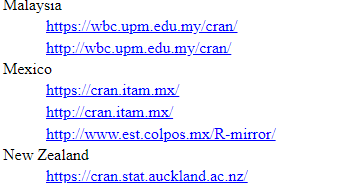 Malaysia
https://wbc.upm.edu.my/cran/
http://wbc.upm.edu.my/cran/
Mexico
https://cran.itam.mx/
http://cran.itam.mx/
http://www.est.colpos.mx/R-mirror/
New Zealand
https://cran.stat.auckland.ac.nz/